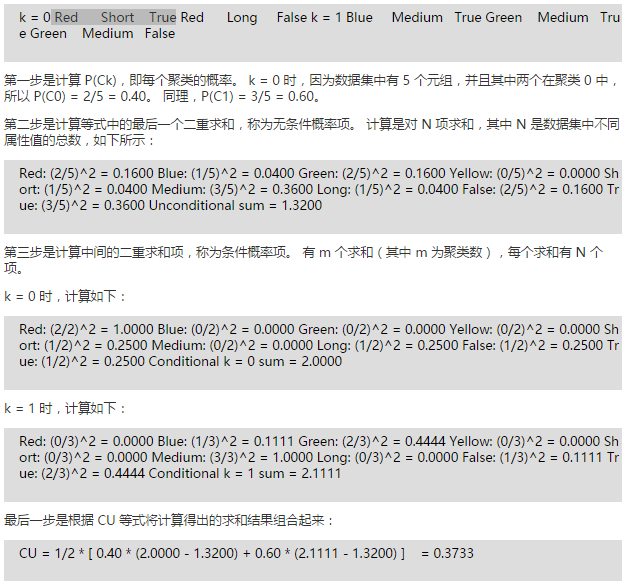 k = 0 Red Short True Red Long False k = 1 Blue Medium True Green Medium Tru
e Green Medium False
第一步是计算 P(Ck)，即每个聚类的概率。 k = 0 时，因为数据集中有 5 个元组，并且其中两个在聚类 0 中，
所以 P(C0) = 2/5 = 0.40。 同理，P(C1) = 3/5 = 0.60。
第二步是计算等式中的最后一个二重求和，称为无条件概率项。 计算是对 N 项求和，其中 N 是数据集中不同
属性值的总数，如下所示：
Red: (2/5)^2 = 0.1600 Blue: (1/5)^2 = 0.0400 Green: (2/5)^2 = 0.1600 Yellow: (0/5)^2 = 0.0000 Sh
ort: (1/5)^2 = 0.0400 Medium: (3/5)^2 = 0.3600 Long: (1/5)^2 = 0.0400 False: (2/5)^2 = 0.1600 Tr
ue: (3/5)^2 = 0.3600 Unconditional sum = 1.3200
第三步是计算中间的二重求和项，称为条件概率项。 有 m 个求和（其中 m 为聚类数），每个求和有 N 个
项。
k = 0 时，计算如下：
Red: (2/2)^2 = 1.0000 Blue: (0/2)^2 = 0.0000 Green: (0/2)^2 = 0.0000 Yellow: (0/2)^2 = 0.0000 Sh
ort: (1/2)^2 = 0.2500 Medium: (0/2)^2 = 0.0000 Long: (1/2)^2 = 0.2500 False: (1/2)^2 = 0.2500 Tr
ue: (1/2)^2 = 0.2500 Conditional k = 0 sum = 2.0000
k = 1 时，计算如下：
Red: (0/3)^2 = 0.0000 Blue: (1/3)^2 = 0.1111 Green: (2/3)^2 = 0.4444 Yellow: (0/3)^2 = 0.0000 Sh
ort: (0/3)^2 = 0.0000 Medium: (3/3)^2 = 1.0000 Long: (0/3)^2 = 0.0000 False: (1/3)^2 = 0.1111 Tr
ue: (2/3)^2 = 0.4444 Conditional k = 1 sum = 2.1111
最后一步是根据 CU 等式将计算得出的求和结果组合起来：
CU = 1/2 * [ 0.40 * (2.0000 - 1.3200) + 0.60 * (2.1111 - 1.3200) ] = 0.3733